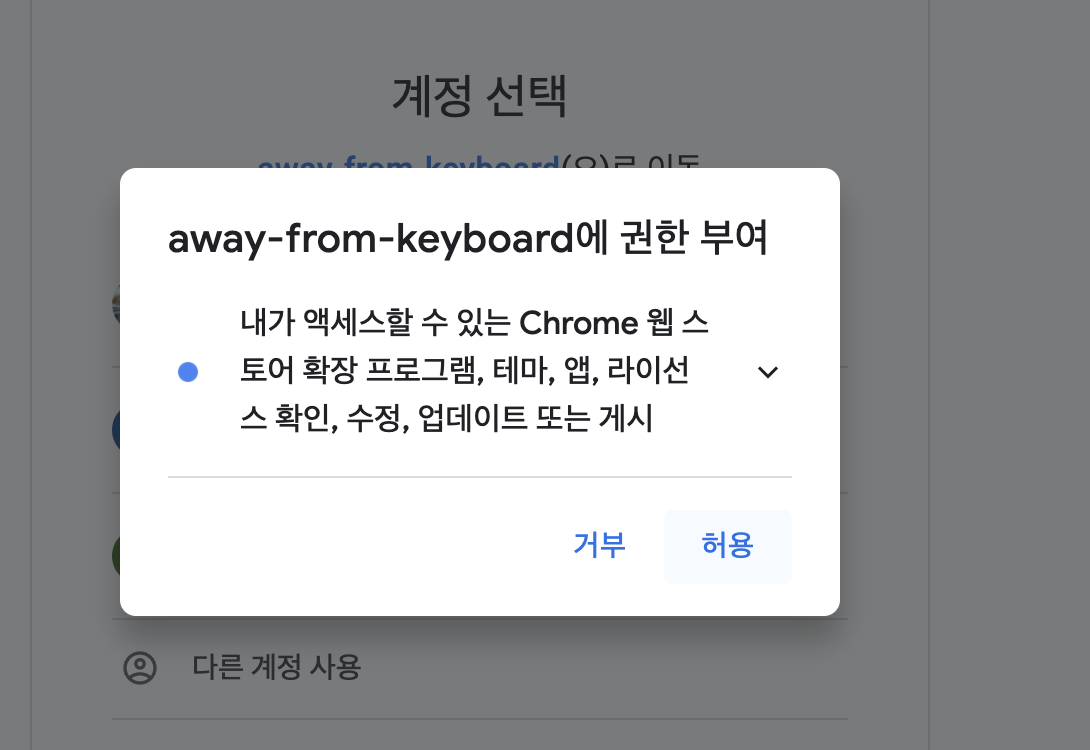 계정 선택
away-from-keyboard(으)로 이동
away-from-keyboard에 권한 부여
내가 액세스할 수 있는 Chrome 웹 스
토어 확장 프로그램, 테마, 앱, 라이선
스 확인, 수정, 업데이트 또는 게시
거부 허용
다른 계정 사용